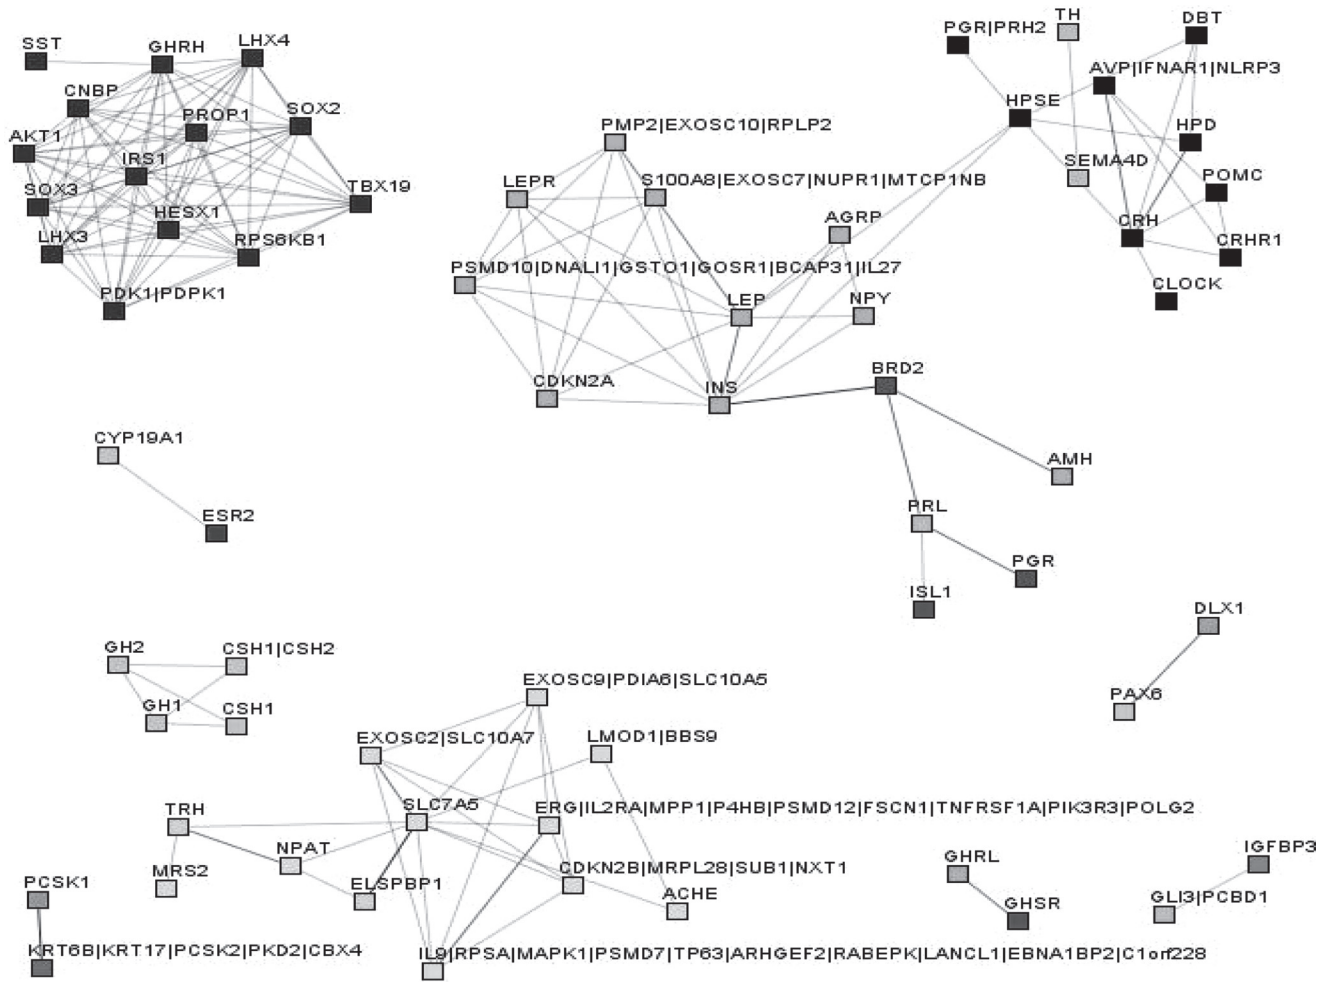 TH
DBT
PGR|PRH2
SST
GHRH
LHX4
AVP|IFNAR1|NLRP3
CNBP
HPSE
PROP1
SOX2
PMP2|EXOSC10|RPLP2
HPD
AKT1
IRS1
SEMA4D
LEPR
S100A8|EXOSC7|NUPR1|MTCP1NB
POMC
SOX3
TBX19
HESX1
AGRP
CRH
LHX3
RPS6KB1
CRHR1
PSMD10|DNALI1|GSTO1|GOSR1|BCAP31|IL27
CLOCK
PDK1|PDPK1
LEP
NPY
BRD2
CDKN2A
INS
CYP19A1
AMH
PRL
ESR2
PGR
ISL1
DLX1
GH2
CSH1|CSH2
EXOSC9|PDIA6|SLC10A5
PAX6
GH1
CSH1
EXOSC2|SLC10A7
LMOD1|BBS9
SLC7A5
ERG|IL2RA|MPP1|P4HB|PSMD12|FSCN1|TNFRSF1A|PIK3R3|POLG2
TRH
NPAT
IGFBP3
MRS2
CDKN2B|MRPL28|SUB1|NXT1
GHRL
PCSK1
ELSPBP1
ACHE
GHSR
GLI3|PCBD1
KRT6B|KRT17|PCSK2|PKD2|CBX4
IL9|RPSA|MAPK1|PSMD7|TP63|ARHGEF2|RABEPK|LANCL1|EBNA1BP2|C1orf228